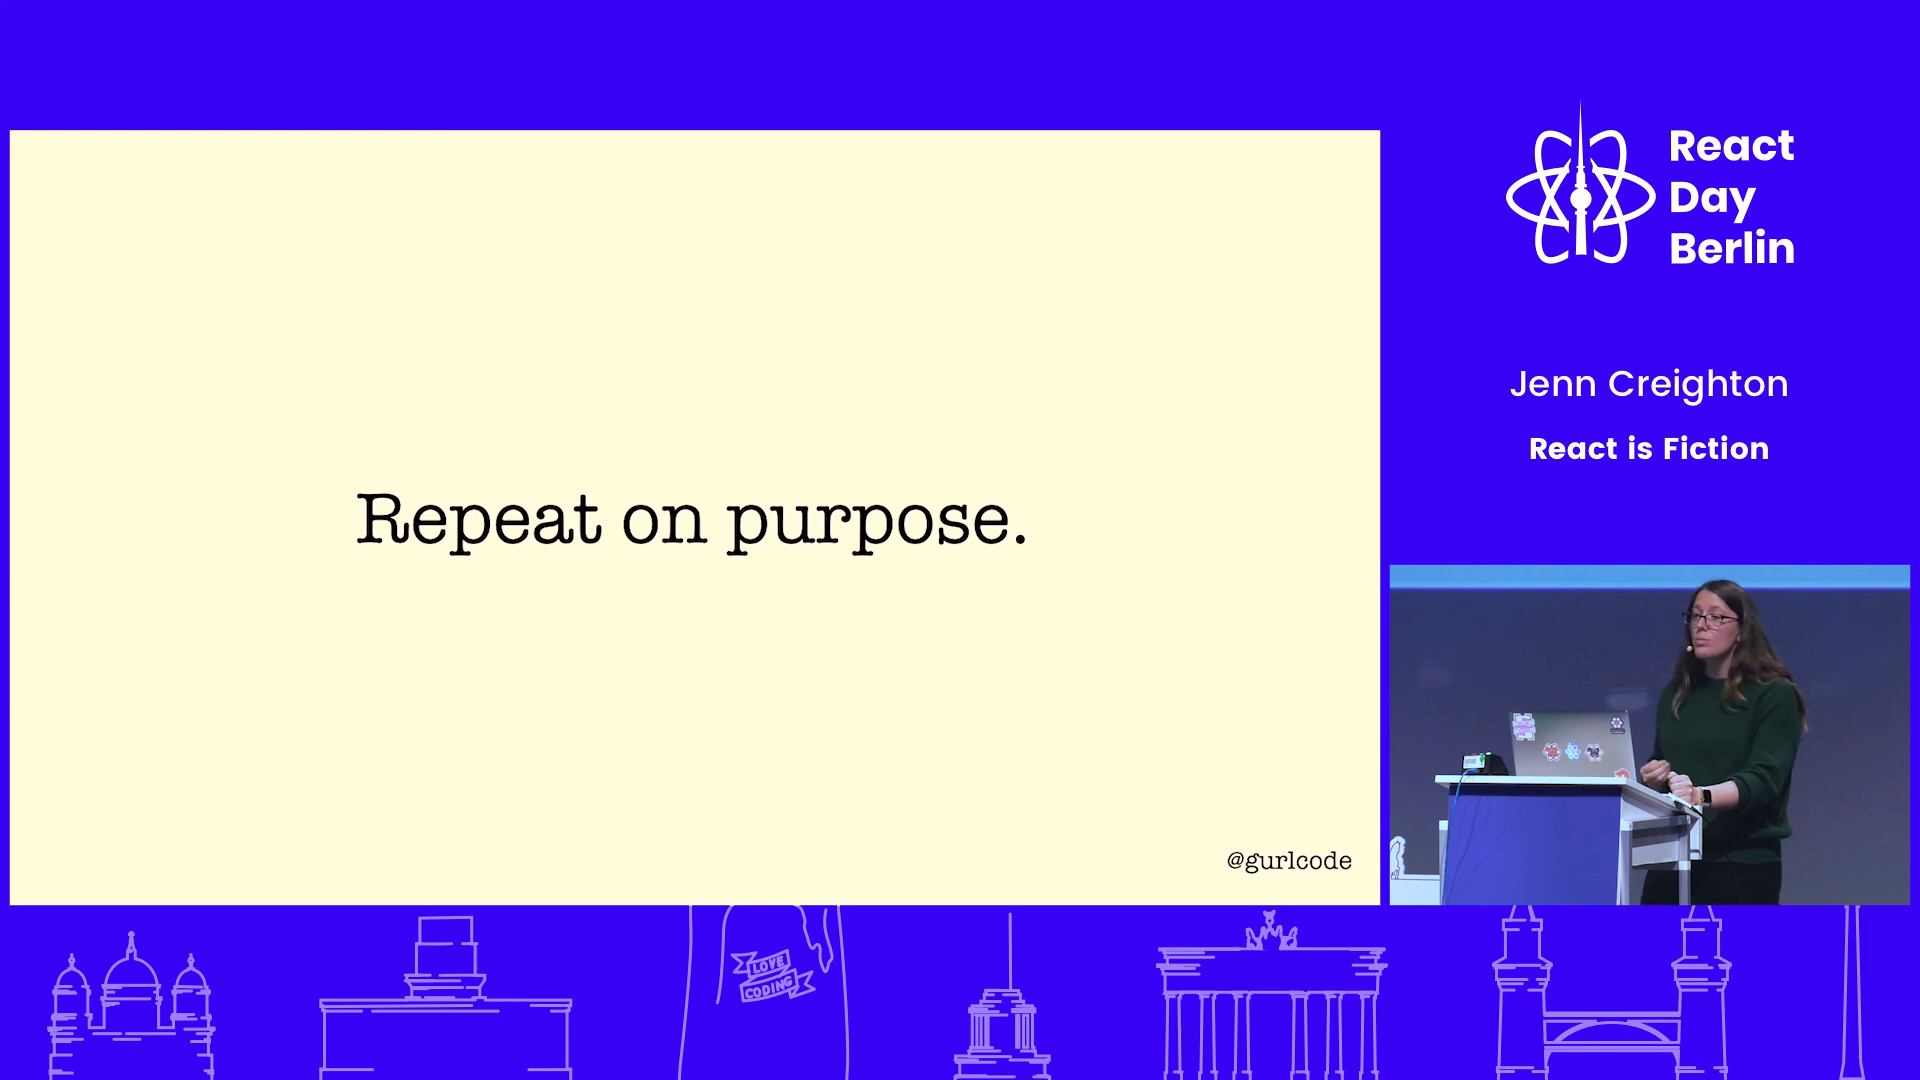 Repeat on purpose.
@gurlcode
React
Day
Berlin
Jenn Creighton
React is Fiction
LOVE
CODING